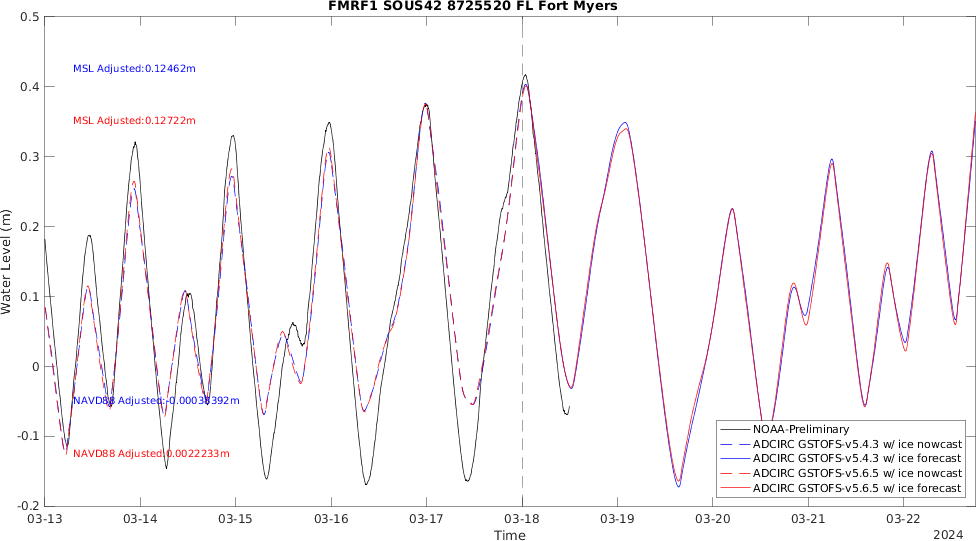 FMRF1 SOUS42 8725520 FL Fort Myers
0.5
MSL Adjusted:0.12462m
0.4
MSL Adjusted:0.12722m
0.3
0.2
Water Level (m)
0.1
0
NAVD88 Adjusted:-0.00038392m
-0.1
NAVD88 Adjusted:0.0022233m
-0.2
NOAA-Preliminary
ADCIRC GSTOFS-v5.4.3 w/ ice nowcast
ADCIRC GSTOFS-v5.4.3 w/ ice forecast
ADCIRC GSTOFS-v5.6.5 w/ ice nowcast
ADCIRC GSTOFS-v5.6.5 w/ ice forecast
03-13 03-14 03-15 03-16 03-17 03-18 03-19 03-20 03-21 03-22
Time
2024